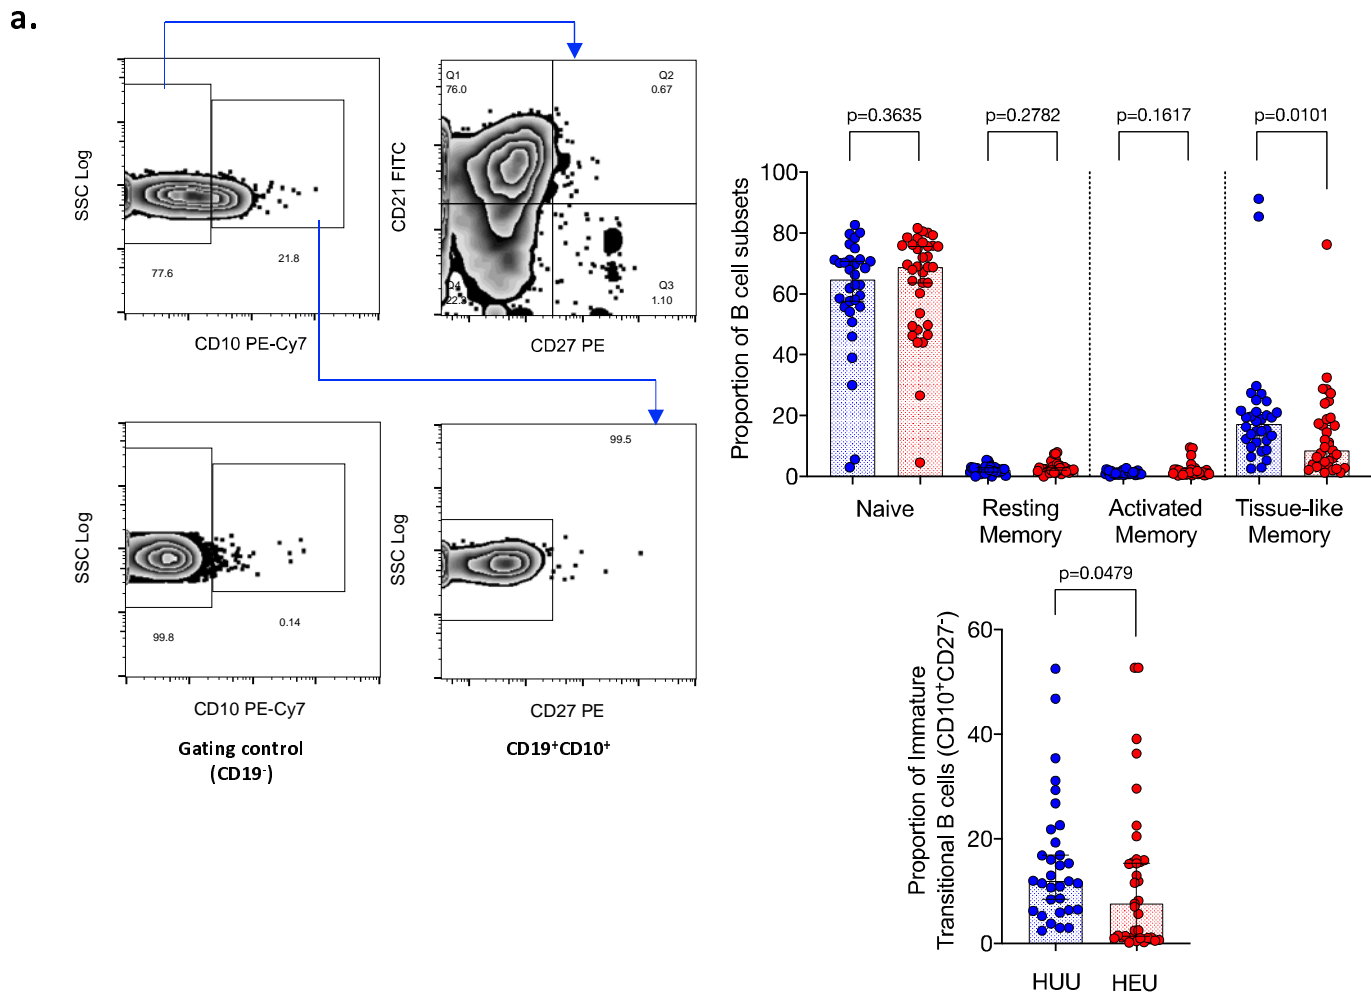 a.
SSC Log
77.6
21.8
CD10 PE-Cy7
CD21 FITC
Q1
76.0
Q2
0.67
Q4
Q3
1.10
CD27 PE
SSC Log
99.8
0.14
CD10 PE-Cy7
Gating control
(CD19-)
SSC Log
99.5
CD27 PE
CD19+CD10+
p=0.3635
p=0.2782
p=0.1617
p=0.0101
Proportion of B cell subsets
100
80
60
40
20
0
Naive
Resting
Memory
Activated
Memory
Tissue-like
Memory
p=0.0479
Proportion of Immature
Transitional B cells (CD10+CD27-)
60
40
20
0
HUU
HEU